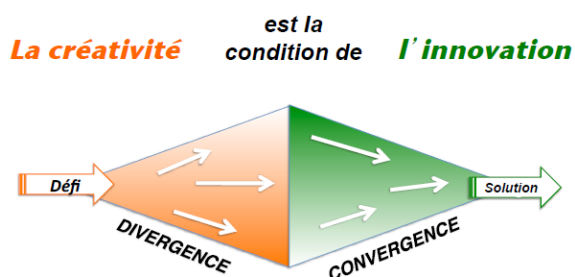 La créativité
est la
condition de
l'innovation
Défi
Solution
DIVERGENCE
CONVERGENCE